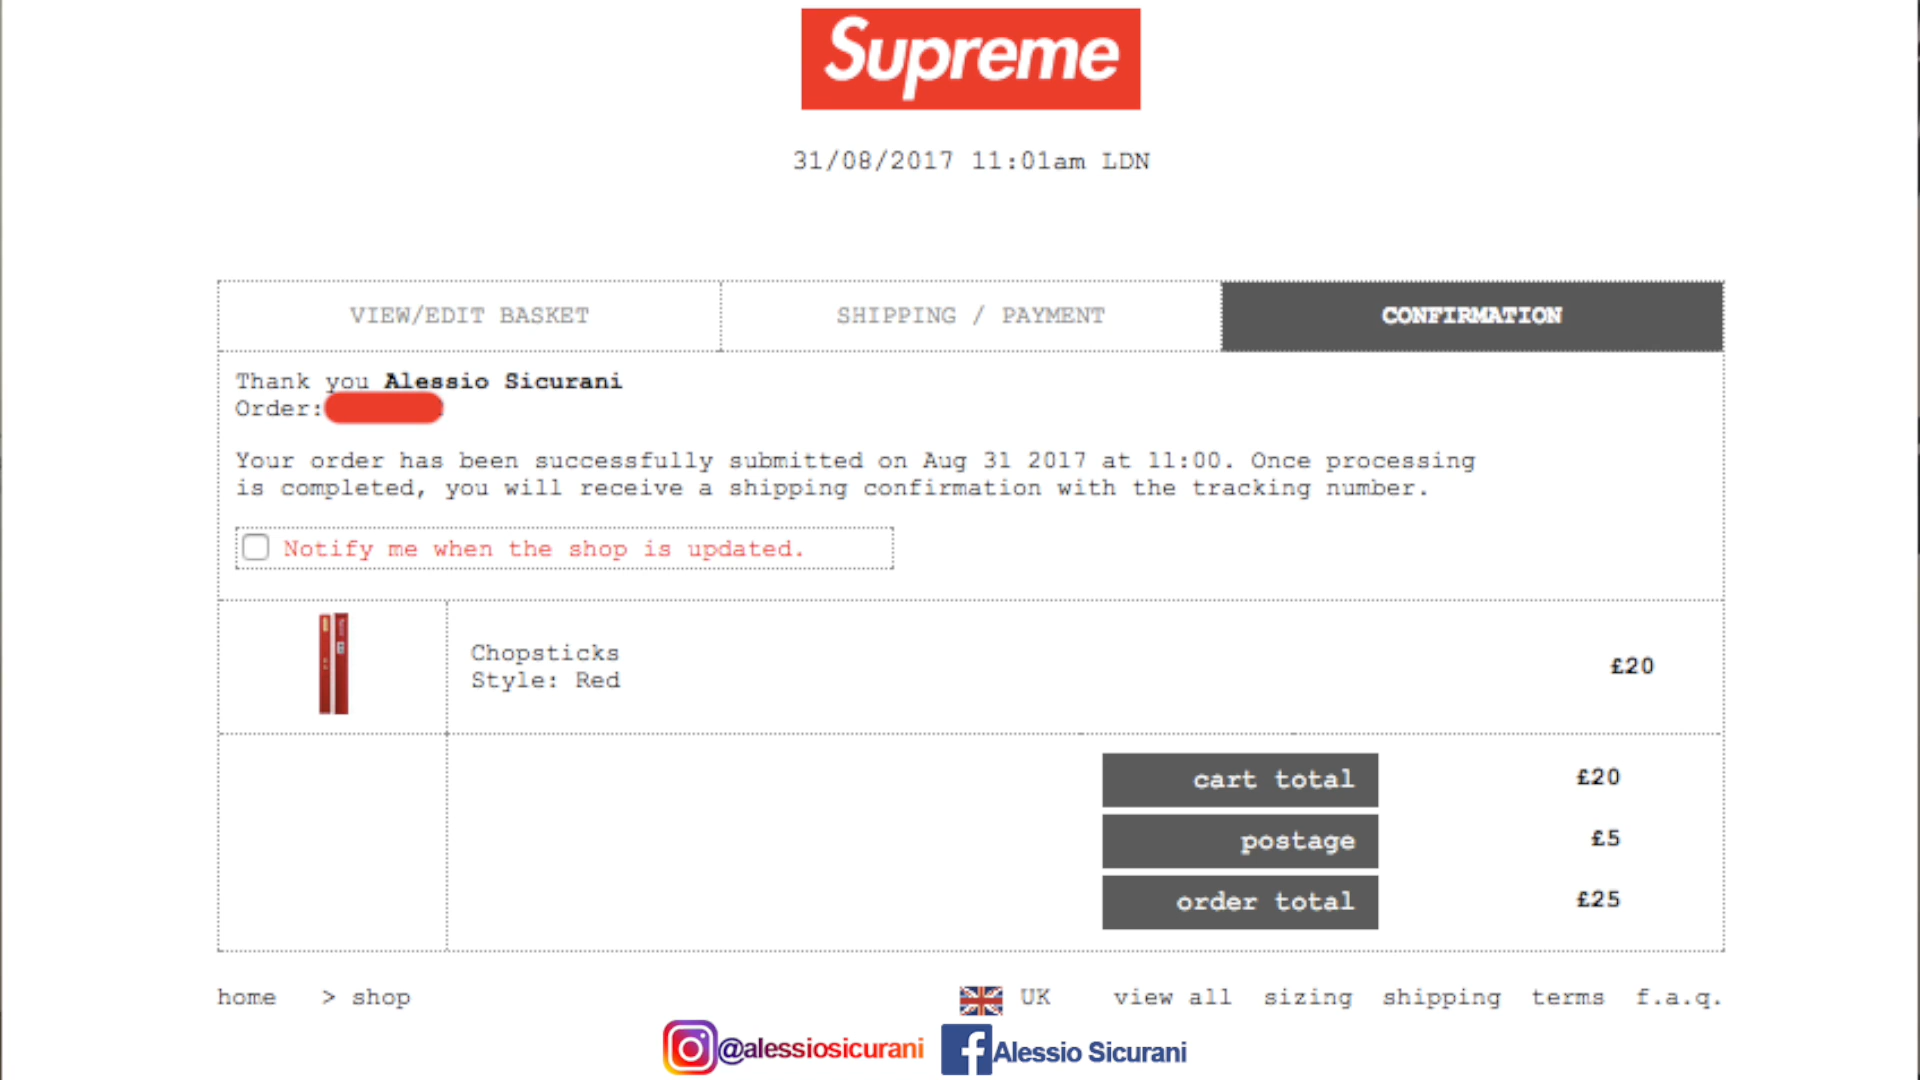 Supreme
31/08/2017 11:01am LDN
VIEW/EDIT BASKET
SHIPPING / PAYMENT
CONFIRMATION
Thank you Alessio Sicurani
Order:
Your order has been successfully submitted on Aug 31 2017 at 11:00. Once processing
is completed, you will receive a shipping confirmation with the tracking number.
Notify me when the shop is updated.
Chopsticks
Style: Red
£20
cart total £20
postage £5
order total £25
home > shop UK view all sizing shipping terms f.a.q.
@alessiosicurani Alessio Sicurani